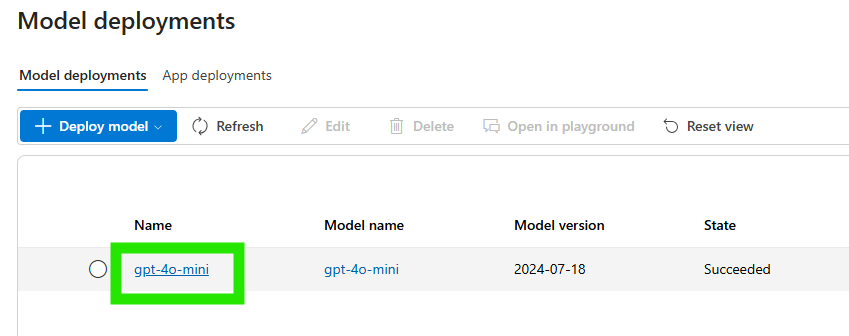 Model deployments
Model deployments App deployments
Deploy model Refresh Edit Delete Open in playground Reset view
Name Model name Model version State
gpt-4o-mini gpt-4o-mini 2024-07-18 Succeeded